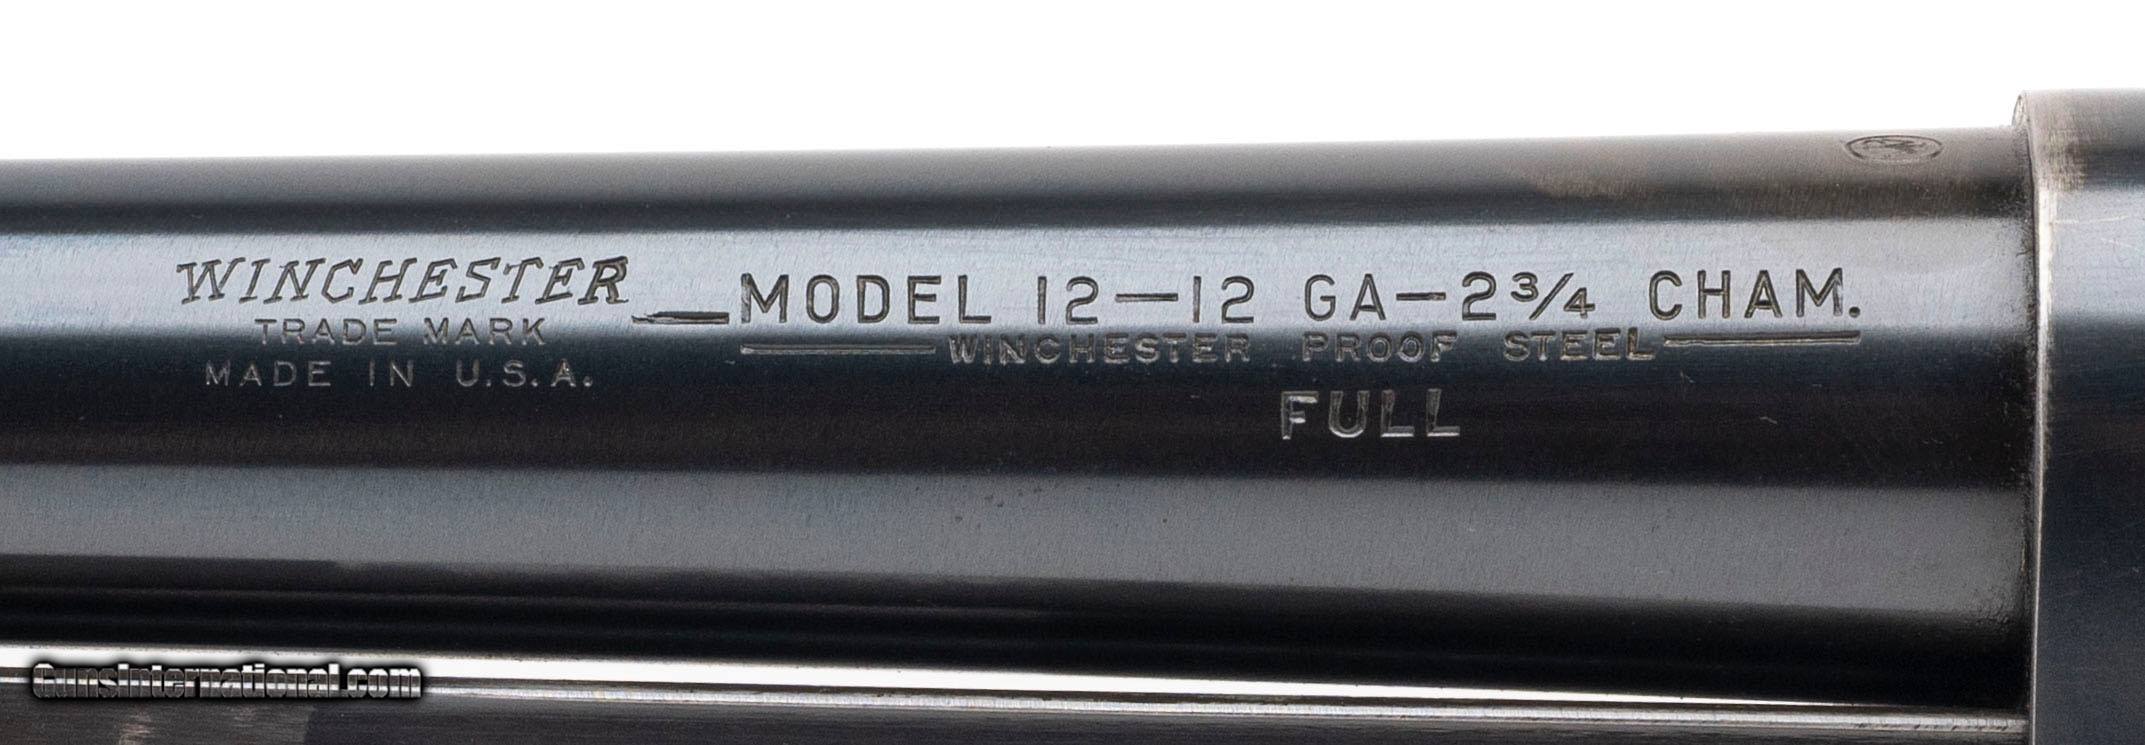 WINCHESTER
TRADE MARK
MADE IN U.S.A.
MODEL 12—12 GA—2¾ CHAM.
WINCHESTER PROOF STEEL
FULL
GunsInternational.com